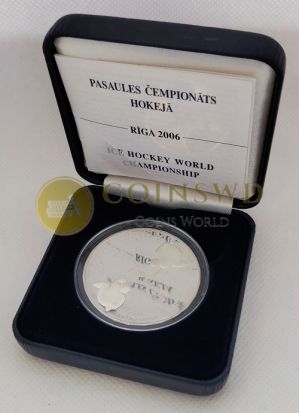 PASAULES ČEMPIONĀTS
HOKEJĀ
RĪGA 2006
ICE HOCKEY WORLD
CHAMPIONSHIP
COINSWD
COINS WORLD